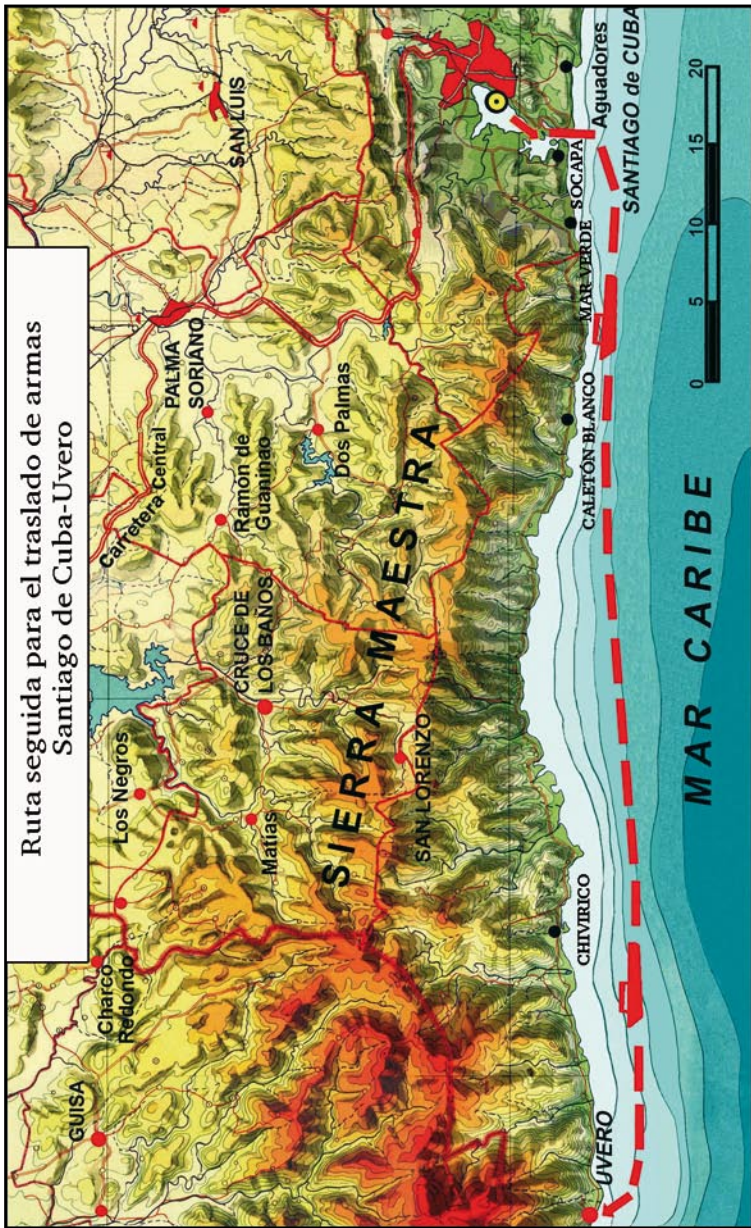 Ruta seguida para el traslado de armas
Santiago de Cuba-Uvero
GUISA
Charco
Redondo
Los Negros
Carretera Central
PALMA
SORIANO
SAN LUIS
Ramón de
Guaninao
CRUCE DE
LOS BAÑOS
Matías
Dos Palmas
SIERRA MAESTRA
SAN LORENZO
CHIVIRICO
UVERO
CALETÓN BLANCO
MAR VERDE
SOCAPA
Aguadores
SANTIAGO de CUBA
MAR CARIBE
0 5 10 15 20